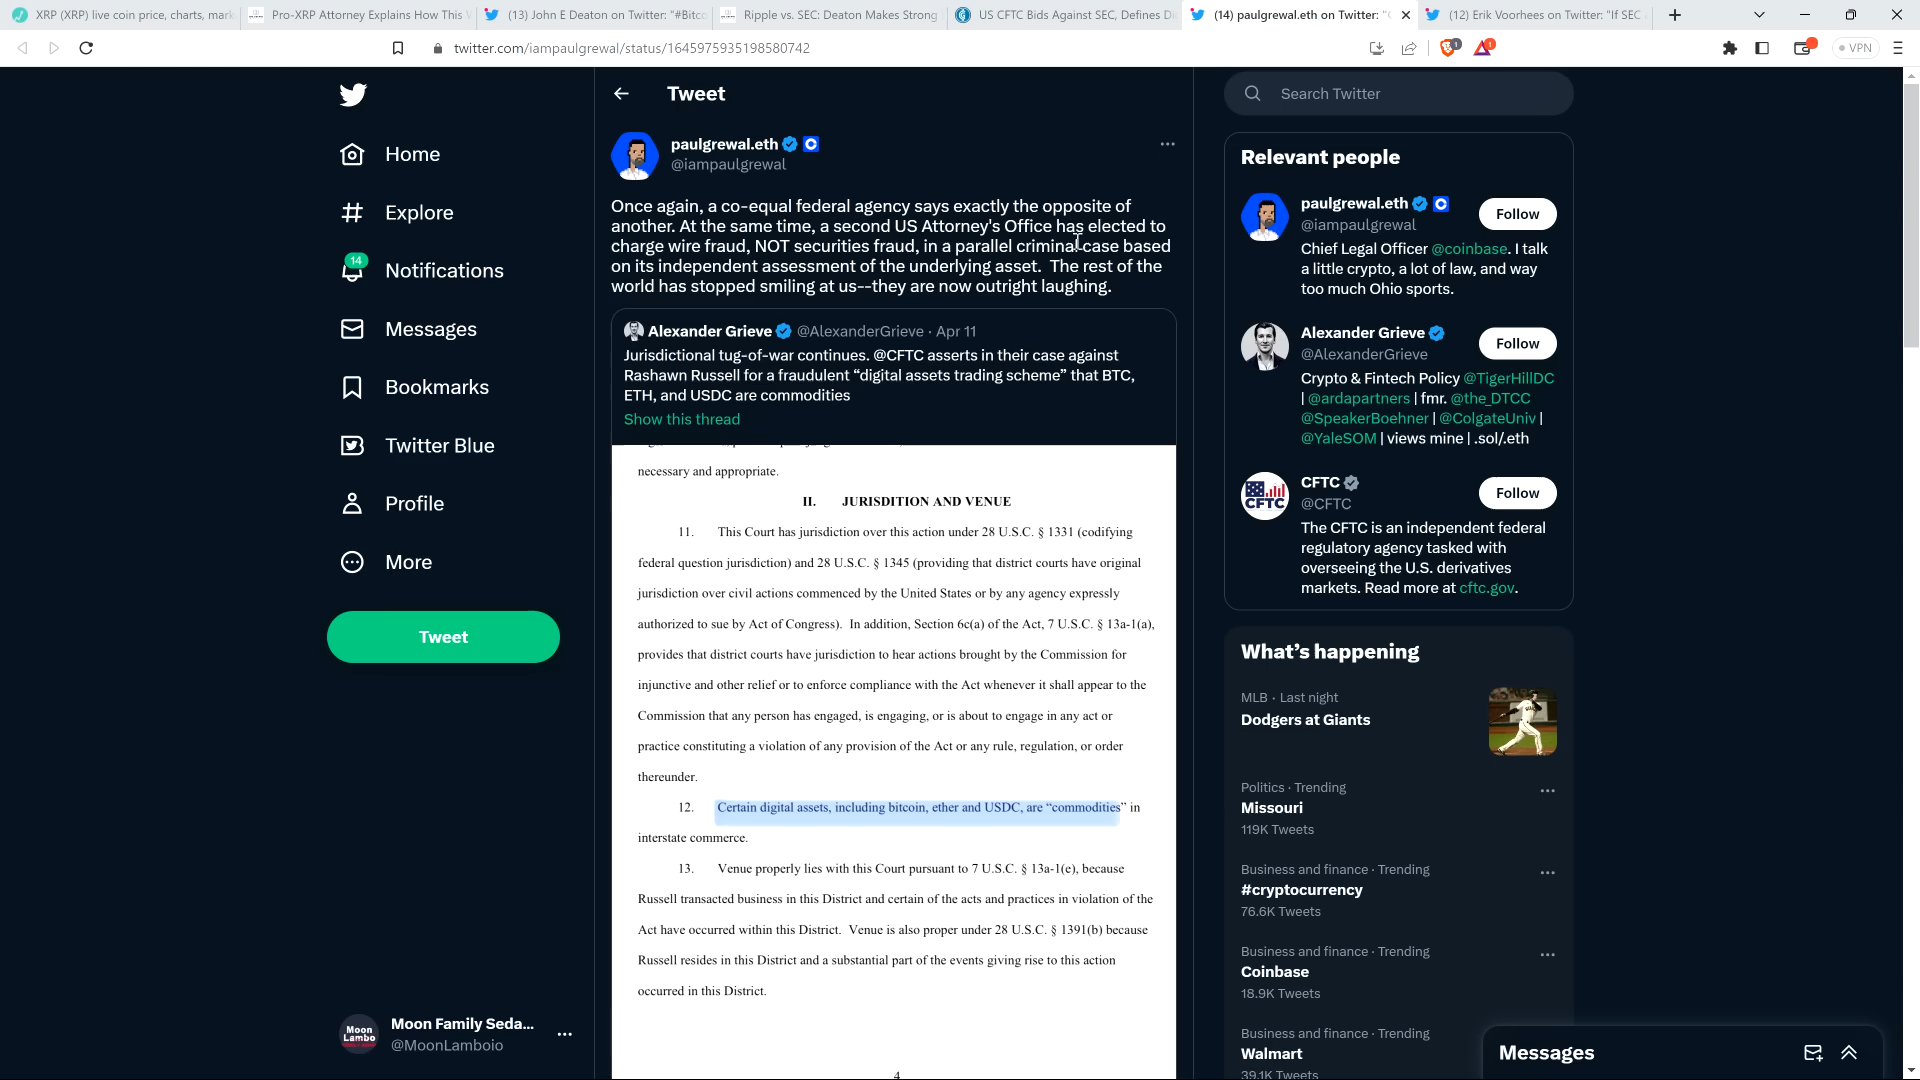 XRP (XRP) live coin price, charts, mark
Pro-XRP Attorney Explains How This
(13) John E Deaton on Twitter: "#Bitco
Ripple vs. SEC: Deaton Makes Strong
US CFTC Bids Against SEC, Defines Di
(14) paulgrewal.eth on Twitter: "
(12) Erik Voorhees on Twitter: "If SEC
twitter.com/iampaulgrewal/status/1645975935198580742
VPN
Home
Explore
14
Notifications
Messages
Bookmarks
Twitter Blue
Profile
More
Tweet
Moon Lambo
Moon Family Seda...
@MoonLamboio
Tweet
paulgrewal.eth
@iampaulgrewal
Once again, a co-equal federal agency says exactly the opposite of
another. At the same time, a second US Attorney's Office has elected to
charge wire fraud, NOT securities fraud, in a parallel criminal case based
on its independent assessment of the underlying asset.  The rest of the
world has stopped smiling at us--they are now outright laughing.
Alexander Grieve @AlexanderGrieve · Apr 11
Jurisdictional tug-of-war continues. @CFTC asserts in their case against
Rashawn Russell for a fraudulent “digital assets trading scheme” that BTC,
ETH, and USDC are commodities
Show this thread
necessary and appropriate.
II. JURISDITION AND VENUE
11. This Court has jurisdiction over this action under 28 U.S.C. § 1331 (codifying
federal question jurisdiction) and 28 U.S.C. § 1345 (providing that district courts have original
jurisdiction over civil actions commenced by the United States or by any agency expressly
authorized to sue by Act of Congress).  In addition, Section 6c(a) of the Act, 7 U.S.C. § 13a-1(a),
provides that district courts have jurisdiction to hear actions brought by the Commission for
injunctive and other relief or to enforce compliance with the Act whenever it shall appear to the
Commission that any person has engaged, is engaging, or is about to engage in any act or
practice constituting a violation of any provision of the Act or any rule, regulation, or order
thereunder.
12. Certain digital assets, including bitcoin, ether and USDC, are “commodities” in
interstate commerce.
13. Venue properly lies with this Court pursuant to 7 U.S.C. § 13a-1(e), because
Russell transacted business in this District and certain of the acts and practices in violation of the
Act have occurred within this District.  Venue is also proper under 28 U.S.C. § 1391(b) because
Russell resides in this District and a substantial part of the events giving rise to this action
occurred in this District.
4
Search Twitter
Relevant people
paulgrewal.eth
@iampaulgrewal
Follow
Chief Legal Officer @coinbase. I talk
a little crypto, a lot of law, and way
too much Ohio sports.
Alexander Grieve
@AlexanderGrieve
Follow
Crypto & Fintech Policy @TigerHillDC
| @ardapartners | fmr. @the_DTCC
@SpeakerBoehner | @ColgateUniv |
@YaleSOM | views mine | .sol/.eth
CFTC
CFTC
@CFTC
Follow
The CFTC is an independent federal
regulatory agency tasked with
overseeing the U.S. derivatives
markets. Read more at cftc.gov.
What’s happening
MLB · Last night
Dodgers at Giants
Politics · Trending
Missouri
119K Tweets
Business and finance · Trending
#cryptocurrency
76.6K Tweets
Business and finance · Trending
Coinbase
18.9K Tweets
Business and finance · Trending
Walmart
39.1K Tweets
Messages